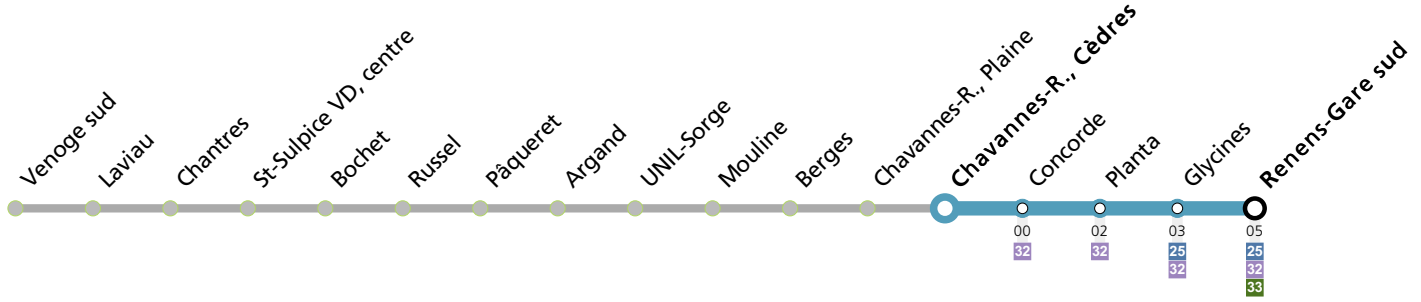 Venoge sud
Laviau
Chantres
St-Sulpice VD, centre
Bochet
Russel
Pâqueret
Argand
UNIL-Sorge
Mouline
Berges
Chavannes-R., Plaine
Chavannes-R., Cèdres
Concorde
Planta
Glycines
Renens-Gare sud
00 02 03 05
32 32 25 25
32 32
33